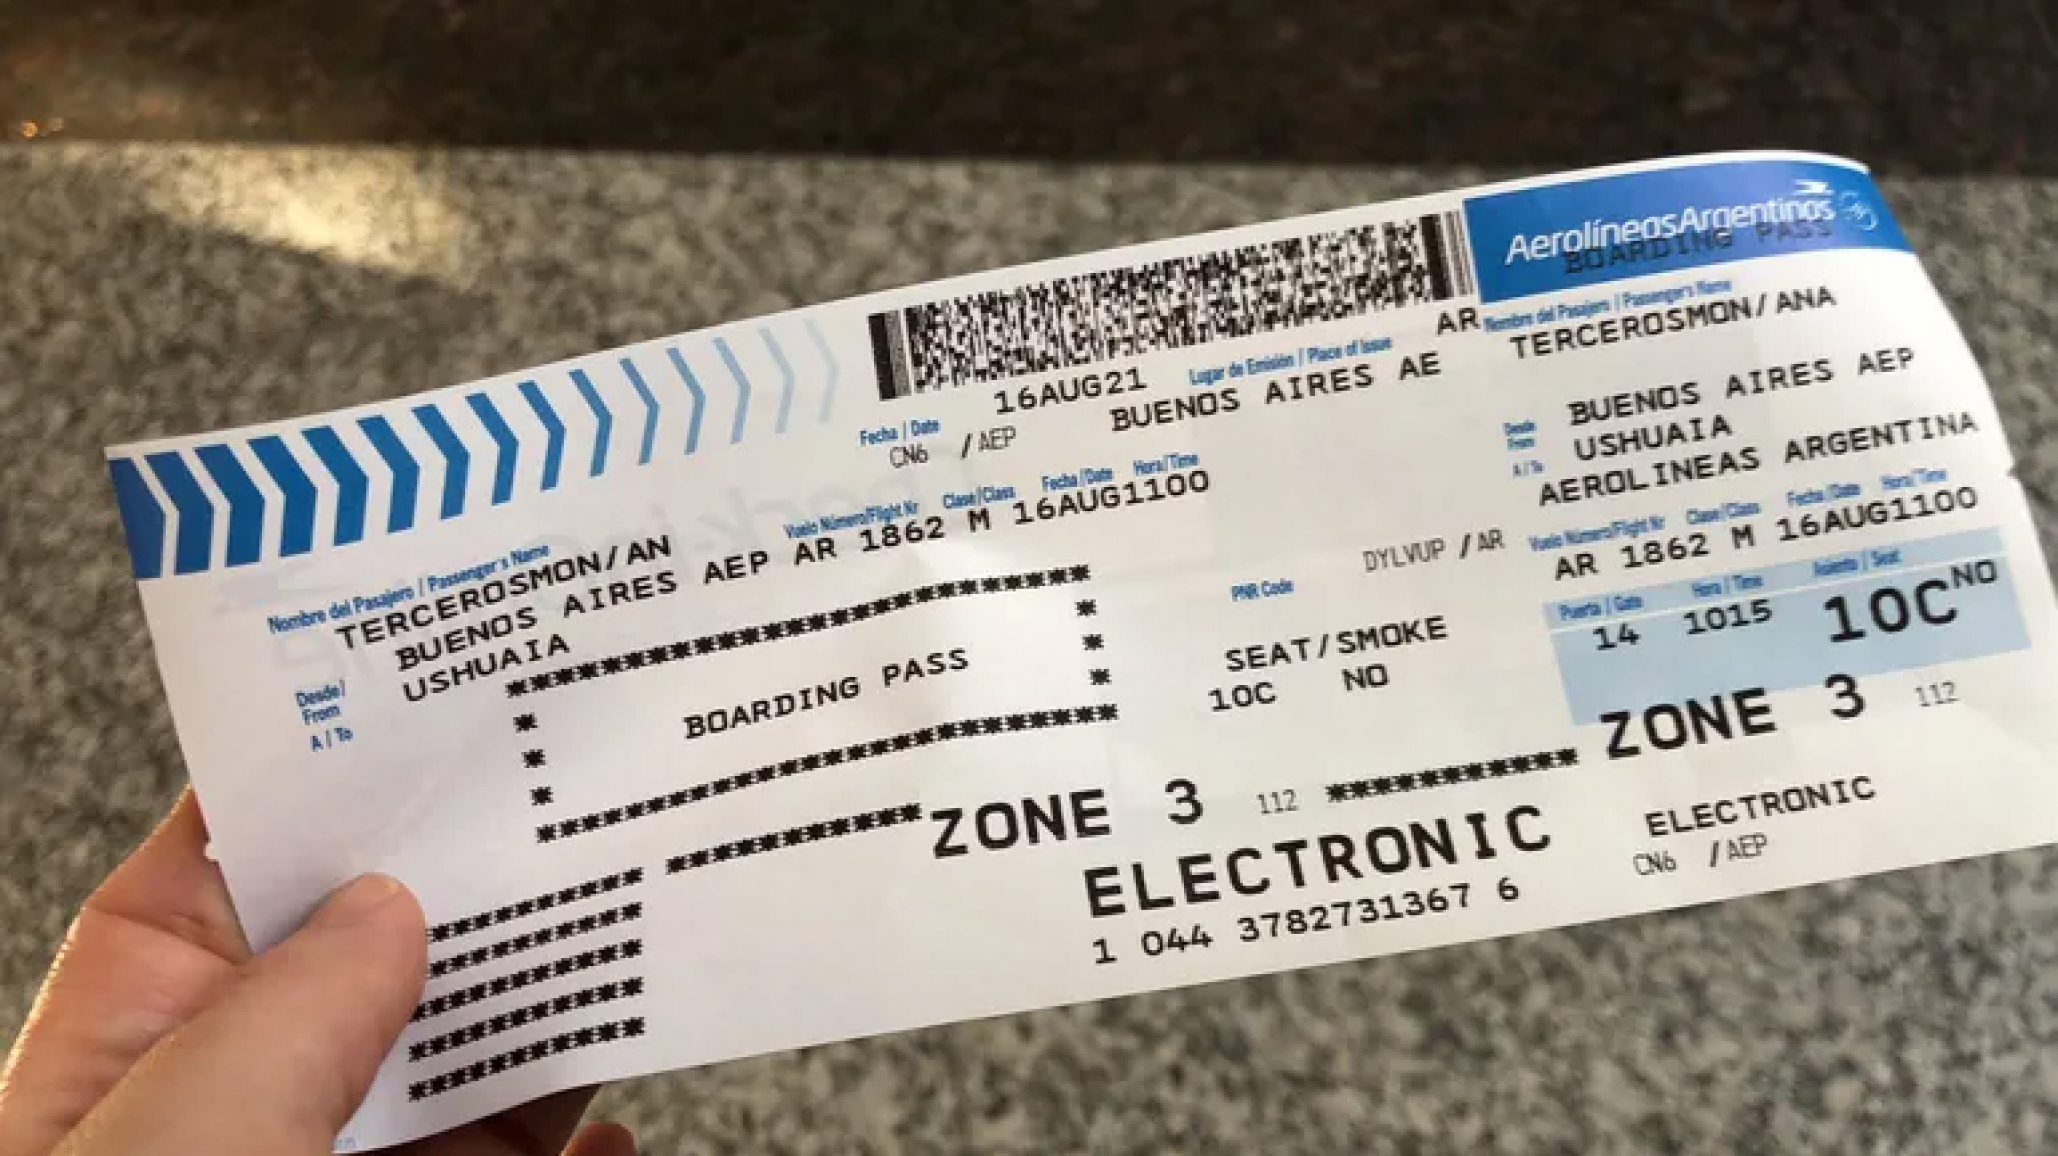 AerolíneasArgentinas
BOARDING PASS
16AUG21
Fecha / Date
CN6 /AEP
Lugar de Emisión / Place of Issue
BUENOS AIRES AE
AR
Nombre del Pasajero / Passenger's Name
TERCEROSMON/AN
BUENOS AIRES AEP AR 1862 M 16AUG1100
Vuelo Número/Flight Nr Clase/Class Fecha/Date Hora/Time
USHUAIA
Desde/
From
A / To
*************************
* *
* BOARDING PASS *
* *
*************************
PNR Code
DYLVUP /AR
SEAT/SMOKE
10C NO
*********** ZONE 3 112 ***********
ELECTRONIC
1 044 3782731367 6
***********
***********
***********
***********
***********
Nombre del Pasajero / Passenger's Name
TERCEROSMON/ANA
Desde
From
BUENOS AIRES AEP
A / To
USHUAIA
AEROLINEAS ARGENTINA
Vuelo Número/Flight Nr Clase/Class Fecha/Date Hora/Time
AR 1862 M 16AUG1100
Puerta / Gate Hora / Time Asiento / Seat
14 1015 10C NO
ZONE 3 112
ELECTRONIC
CN6 /AEP